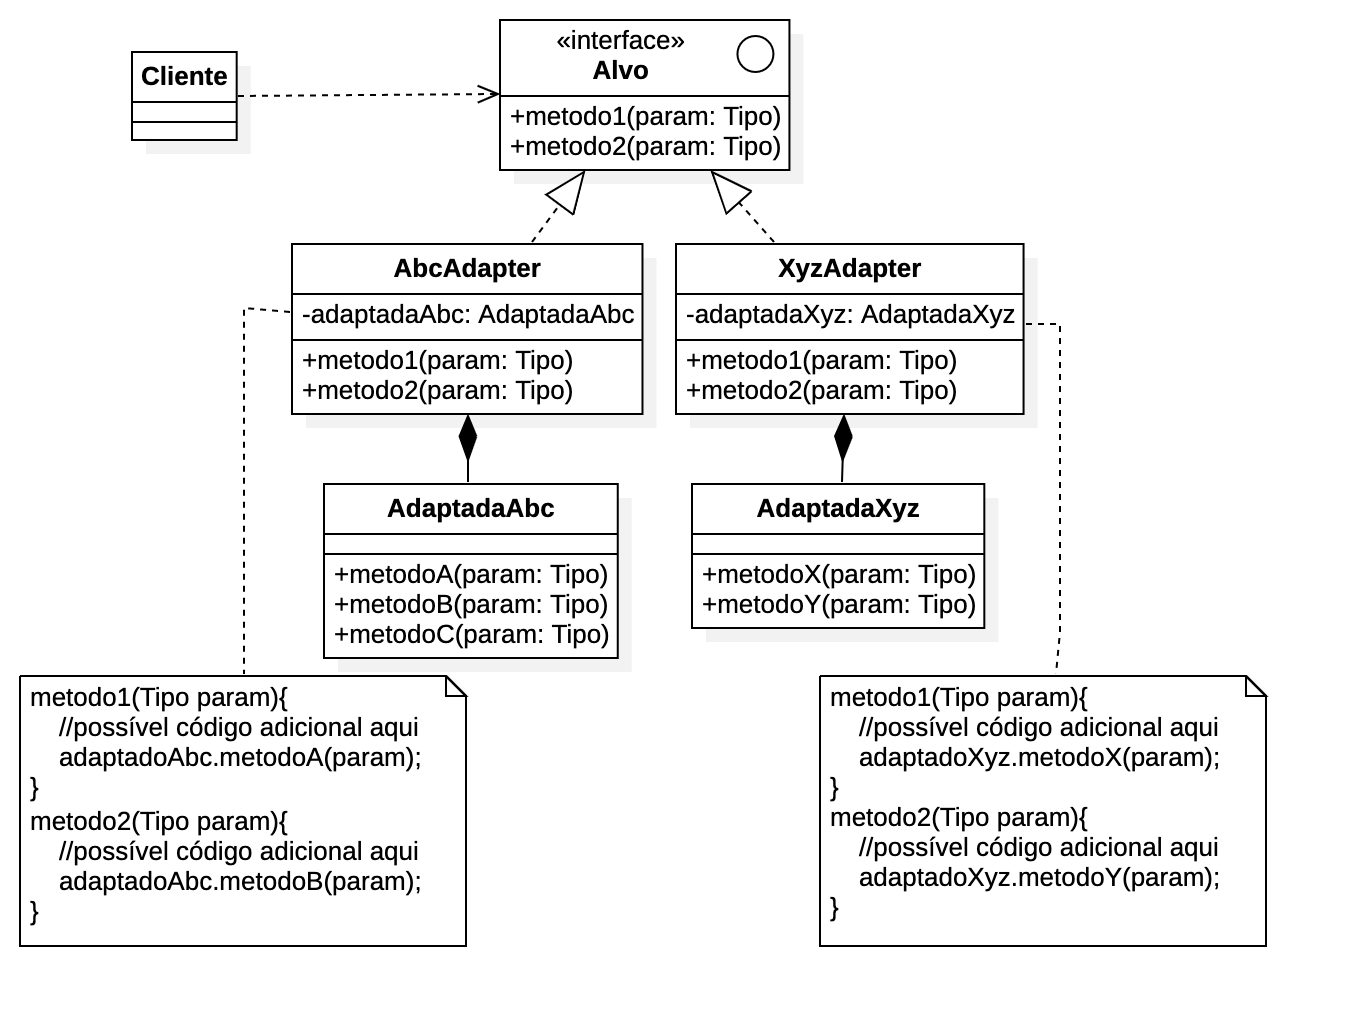 Cliente
«interface»
Alvo
+metodo1(param: Tipo)
+metodo2(param: Tipo)
AbcAdapter
-adaptadaAbc: AdaptadaAbc
+metodo1(param: Tipo)
+metodo2(param: Tipo)
XyzAdapter
-adaptadaXyz: AdaptadaXyz
+metodo1(param: Tipo)
+metodo2(param: Tipo)
AdaptadaAbc
+metodoA(param: Tipo)
+metodoB(param: Tipo)
+metodoC(param: Tipo)
AdaptadaXyz
+metodoX(param: Tipo)
+metodoY(param: Tipo)
metodo1(Tipo param){
//possível código adicional aqui
adaptadoAbc.metodoA(param);
}
metodo2(Tipo param){
//possível código adicional aqui
adaptadoAbc.metodoB(param);
}
metodo1(Tipo param){
//possível código adicional aqui
adaptadoXyz.metodoX(param);
}
metodo2(Tipo param){
//possível código adicional aqui
adaptadoXyz.metodoY(param);
}